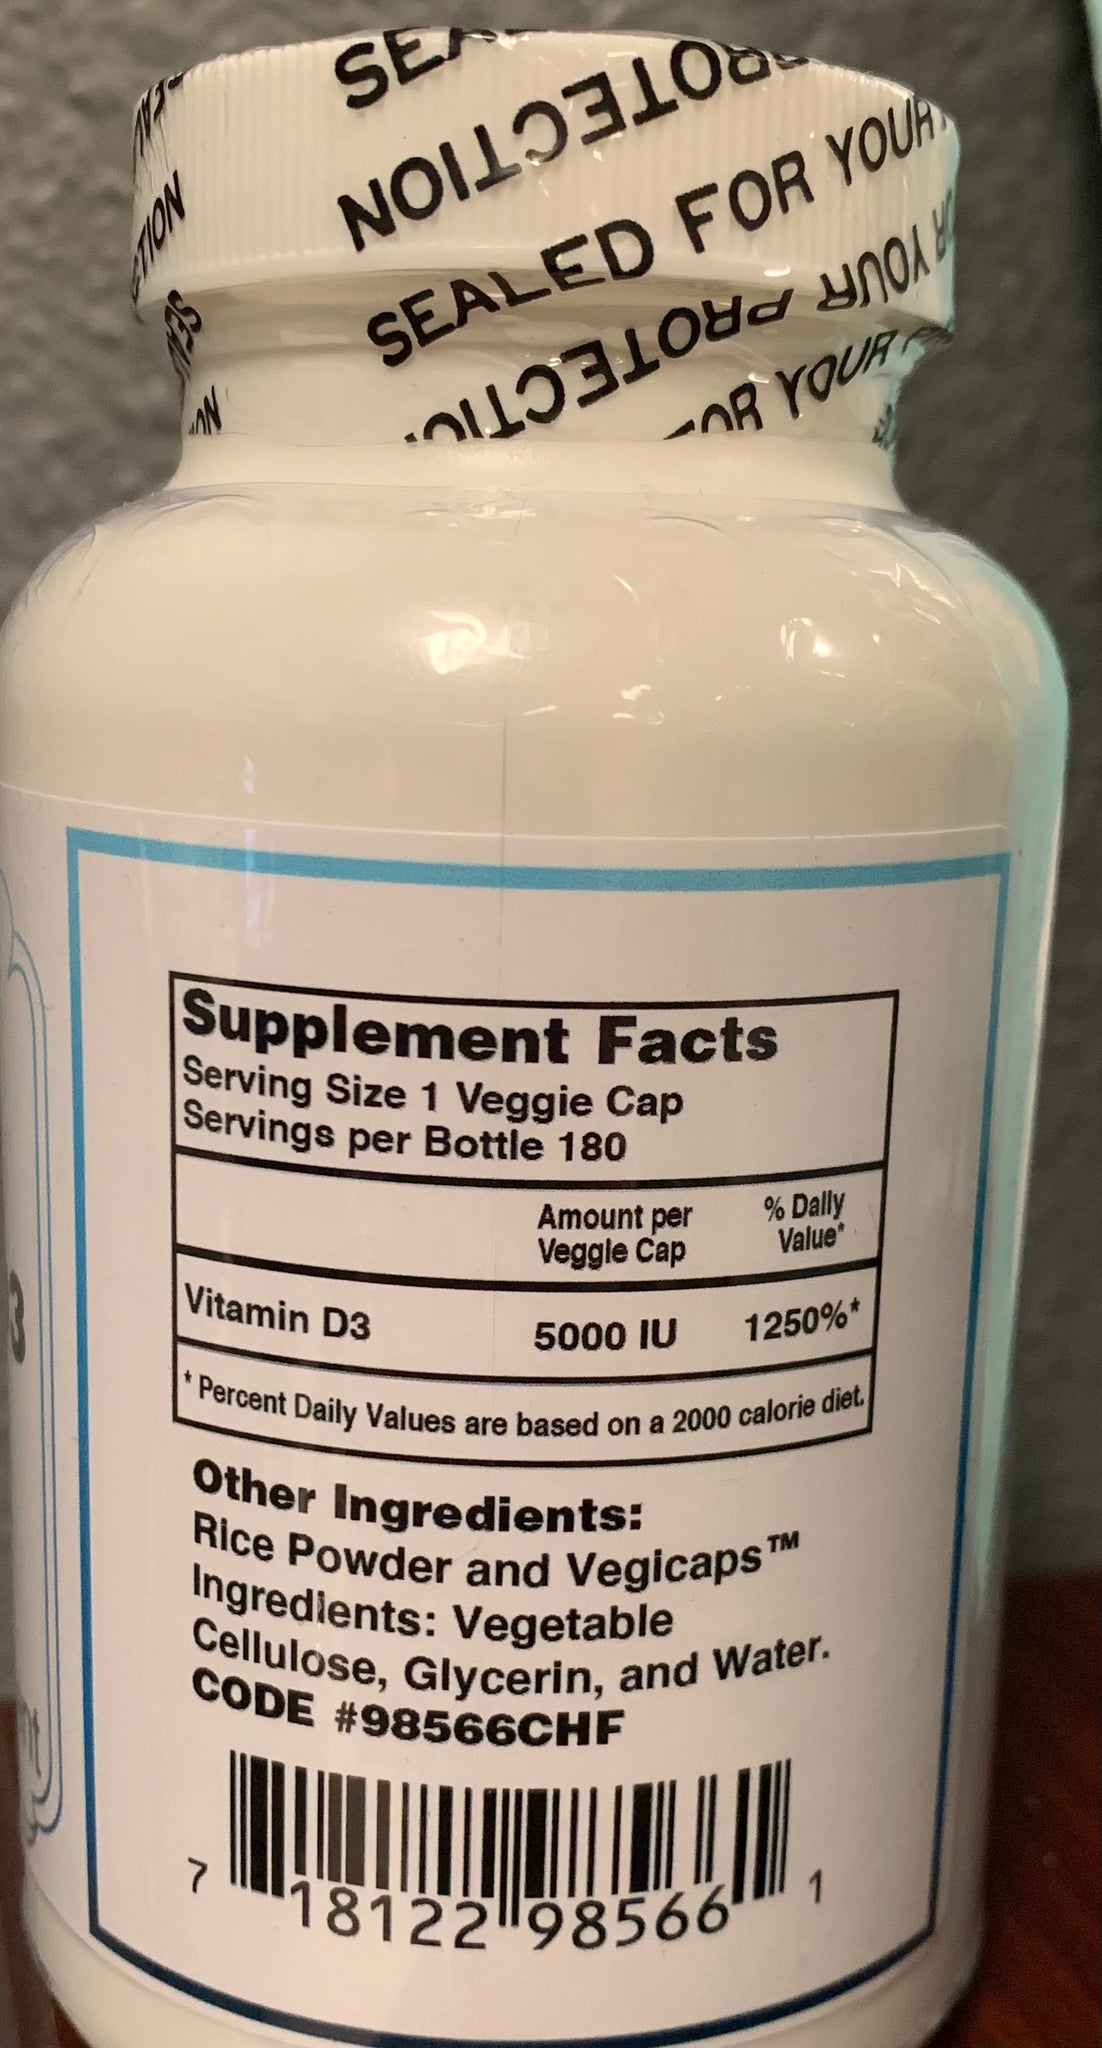 SEA
PROTECTION
SEALED FOR YOUR
YOUR PROTECTION
FOR YOUR
Supplement Facts
Serving Size 1 Veggie Cap
Servings per Bottle 180
Amount per % Daily
Veggie Cap Value*
Vitamin D3 5000 IU 1250%*
* Percent Daily Values are based on a 2000 calorie diet.
Other Ingredients:
Rice Powder and Vegicaps™
Ingredients: Vegetable
Cellulose, Glycerin, and Water.
CODE #98566CHF
7 18122 98566 1